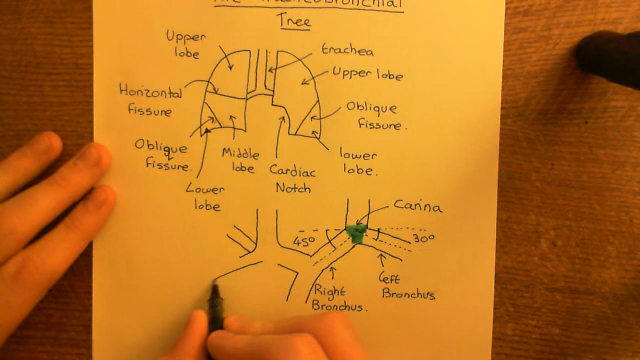 Tree
Upper
lobe
trachea
Upper lobe
Horizontal
fissure
Oblique
Fissure.
Oblique
Fissure.
Middle
lobe
Cardiac
Notch
lower
lobe.
Lower
lobe
Carina
45°
30°
Right
Bronchus.
Left
Bronchus